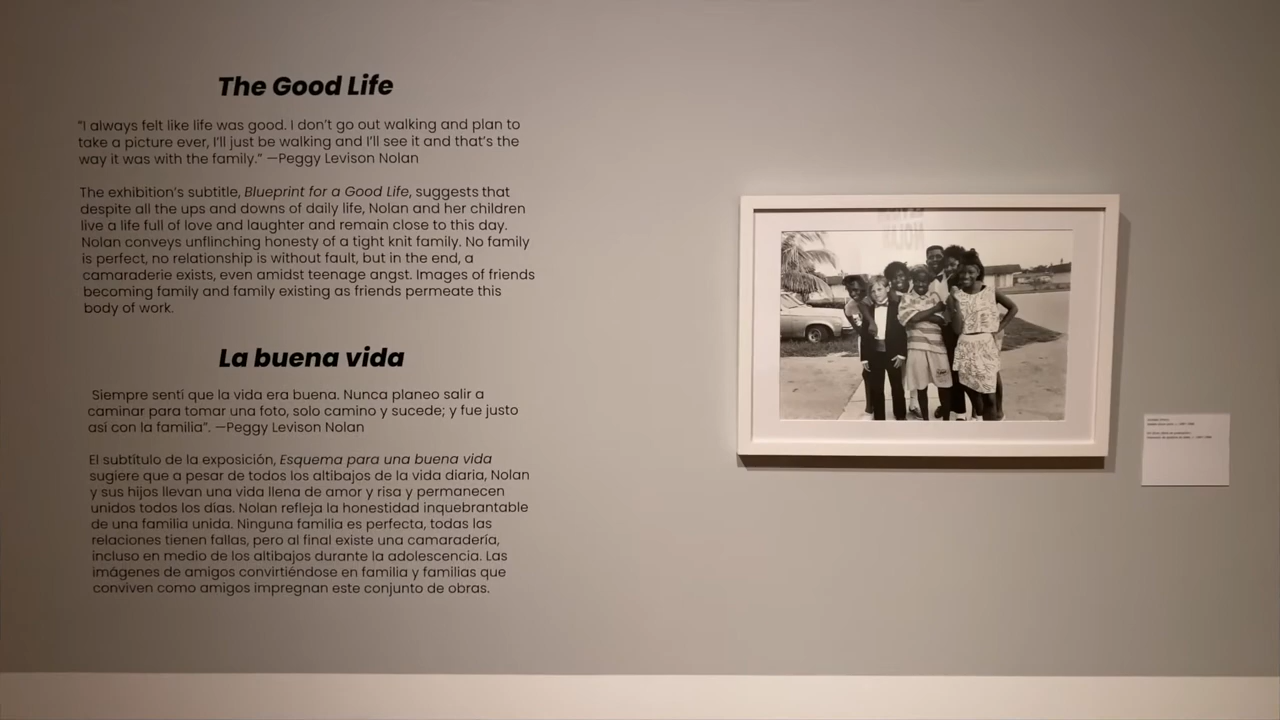 The Good Life
"I always felt like life was good. I don't go out walking and plan to
take a picture ever, I'll just be walking and I'll see it and that's the
way it was with the family." —Peggy Levison Nolan
The exhibition's subtitle, Blueprint for a Good Life, suggests that
despite all the ups and downs of daily life, Nolan and her children
live a life full of love and laughter and remain close to this day.
Nolan conveys unflinching honesty of a tight knit family. No family
is perfect, no relationship is without fault, but in the end, a
camaraderie exists, even amidst teenage angst. Images of friends
becoming family and family existing as friends permeate this
body of work.
La buena vida
Siempre sentí que la vida era buena. Nunca planeo salir a
caminar para tomar una foto, solo camino y sucede; y fue justo
así con la familia”. —Peggy Levison Nolan
El subtítulo de la exposición, Esquema para una buena vida
sugiere que a pesar de todos los altibajos de la vida diaria, Nolan
y sus hijos llevan una vida llena de amor y risa y permanecen
unidos todos los días. Nolan refleja la honestidad inquebrantable
de una familia unida. Ninguna familia es perfecta, todas las
relaciones tienen fallas, pero al final existe una camaradería,
incluso en medio de los altibajos durante la adolescencia. Las
imágenes de amigos convirtiéndose en familia y familias que
conviven como amigos impregnan este conjunto de obras.